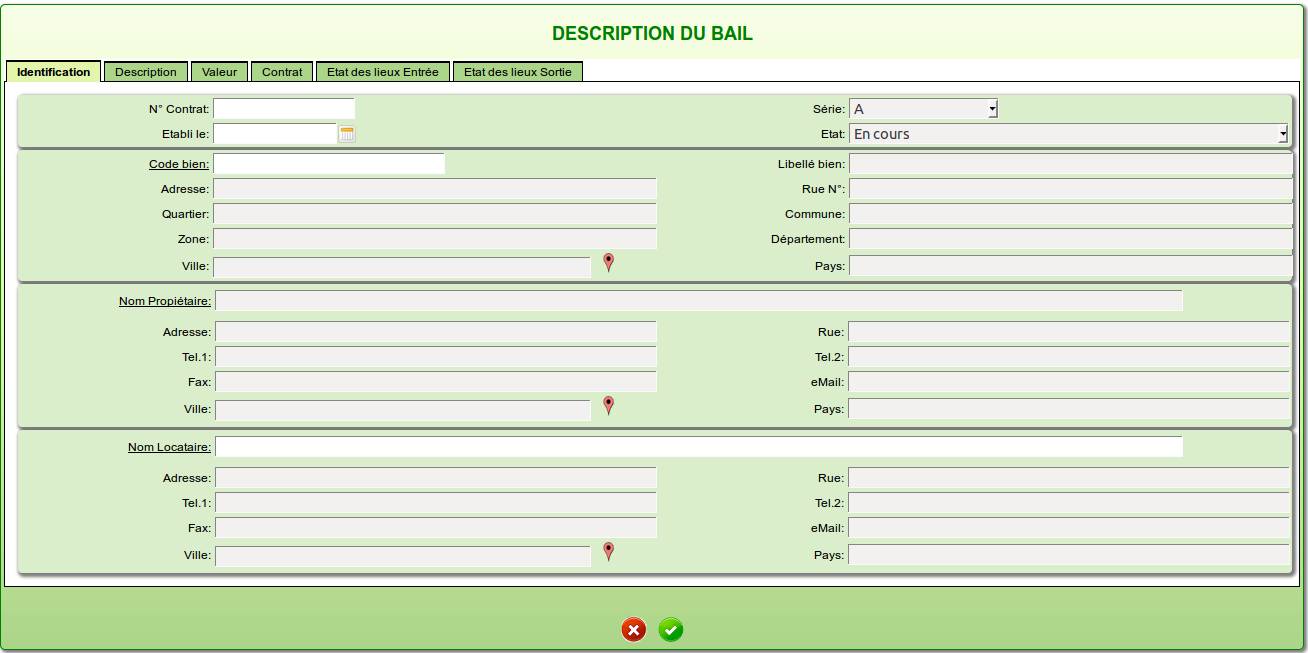 DESCRIPTION DU BAIL
Identification Description Valeur Contrat Etat des lieux Entrée Etat des lieux Sortie
N° Contrat: Série: A
Etabli le: Etat: En cours
Code bien: Libellé bien:
Adresse: Rue N°:
Quartier: Commune:
Zone: Département:
Ville: Pays:
Nom Propiétaire:
Adresse: Rue:
Tel.1: Tel.2:
Fax: eMail:
Ville: Pays:
Nom Locataire:
Adresse: Rue:
Tel.1: Tel.2:
Fax: eMail:
Ville: Pays: